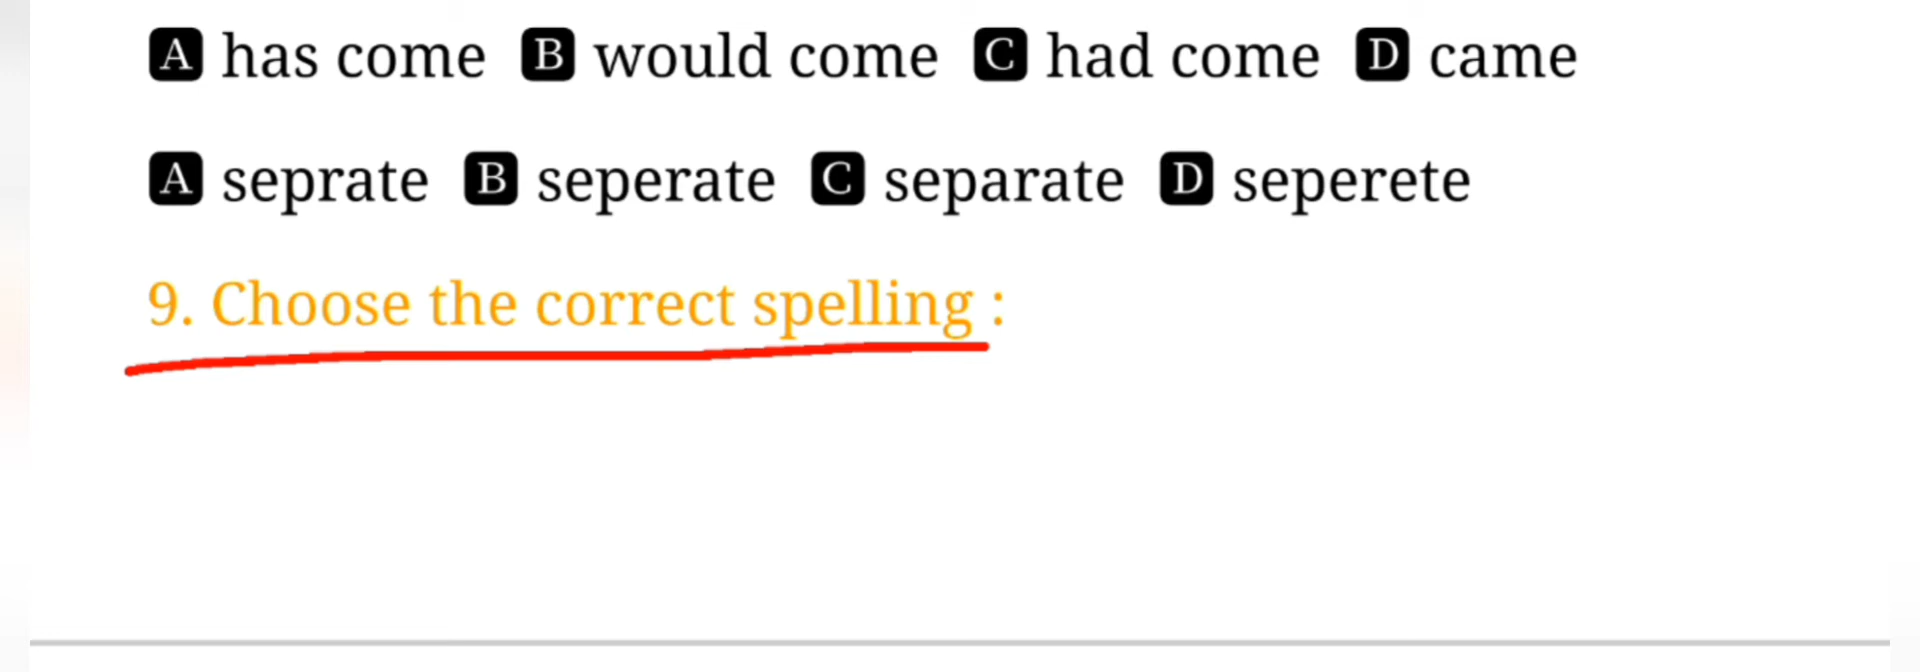 A has come B would come C had come D came
A seprate B seperate C separate D seperete
9. Choose the correct spelling :